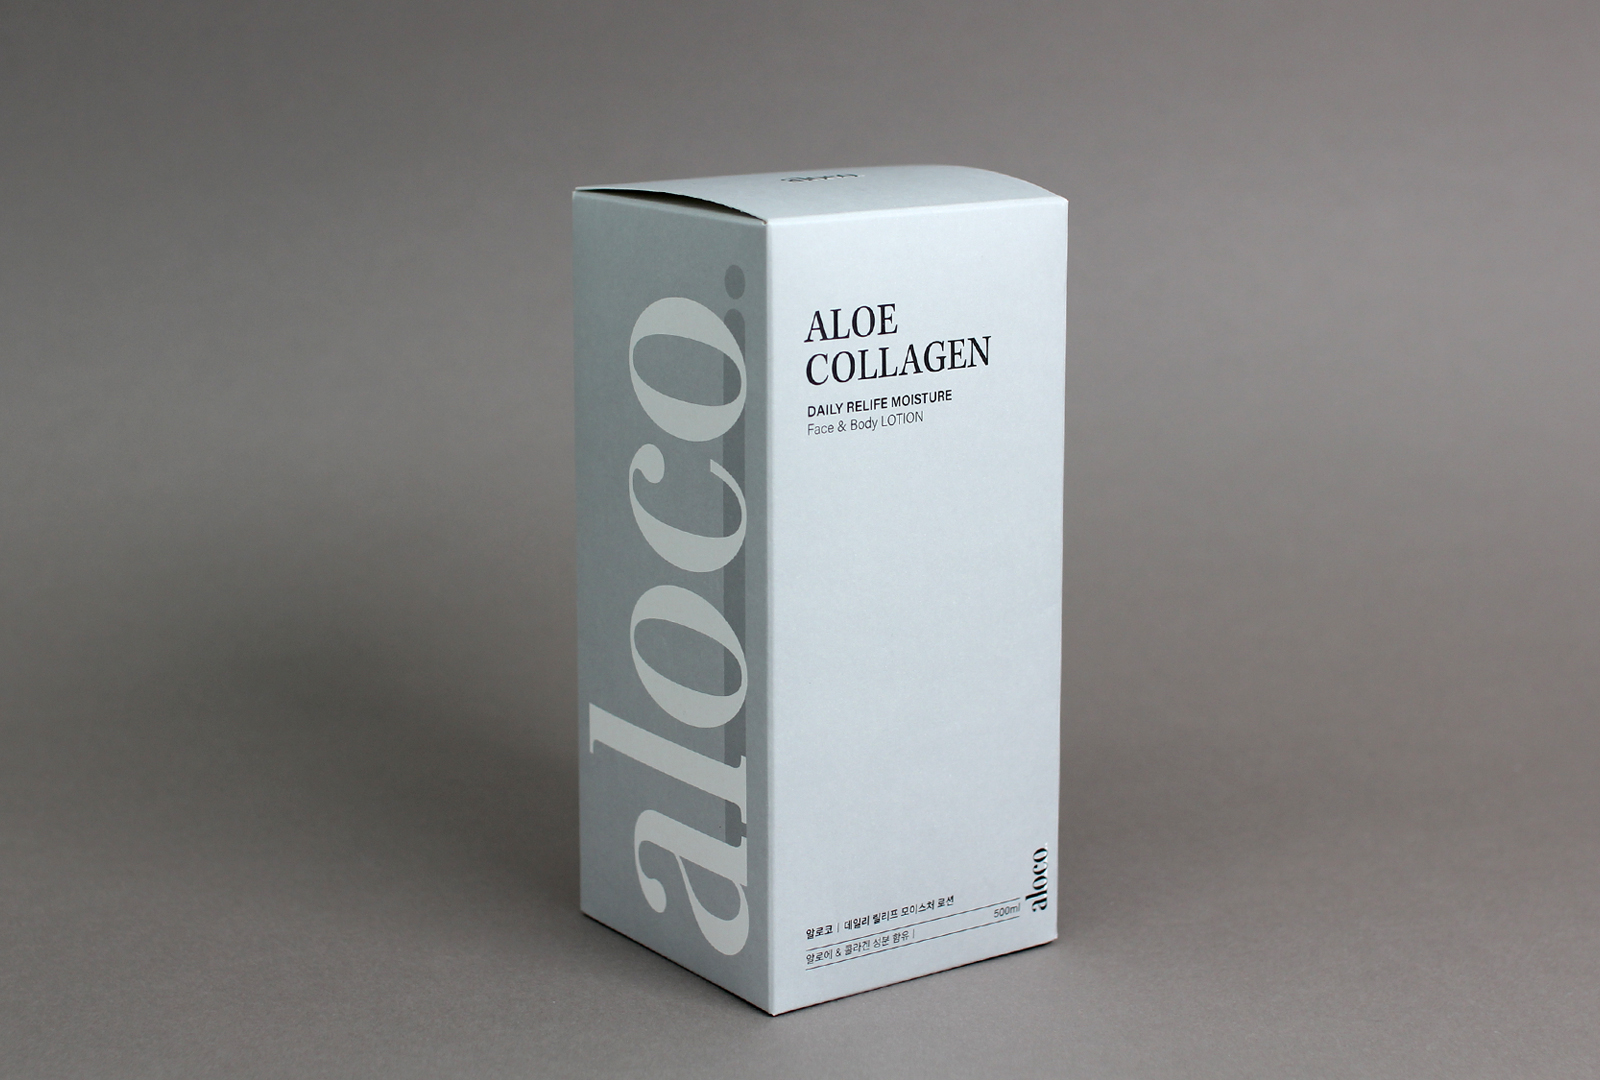 aloco
aloco.
ALOE
COLLAGEN
DAILY RELIFE MOISTURE
Face & Body LOTION
알로코 | 데일리 릴리프 모이스처 로션
500ml
알로에 & 콜라겐 성분 함유 |
aloco.